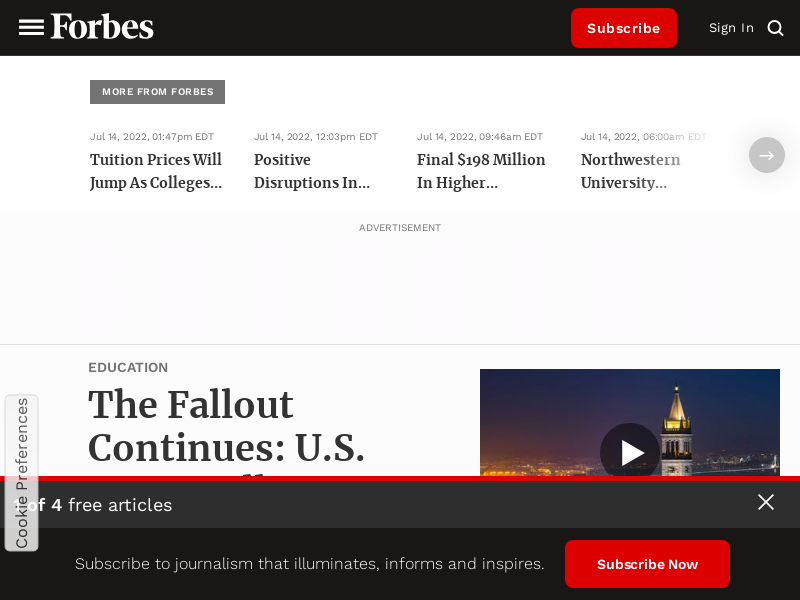 Forbes
Subscribe
Sign In
MORE FROM FORBES
Jul 14, 2022, 01:47pm EDT
Tuition Prices Will
Jump As Colleges...
Jul 14, 2022, 12:03pm EDT
Positive
Disruptions In...
Jul 14, 2022, 09:46am EDT
Final $198 Million
In Higher...
Jul 14, 2022, 06:00am EDT
Northwestern
University...
ADVERTISEMENT
EDUCATION
The Fallout
Continues: U.S.
Cookie Preferences
of 4 free articles
Subscribe to journalism that illuminates, informs and inspires.
Subscribe Now